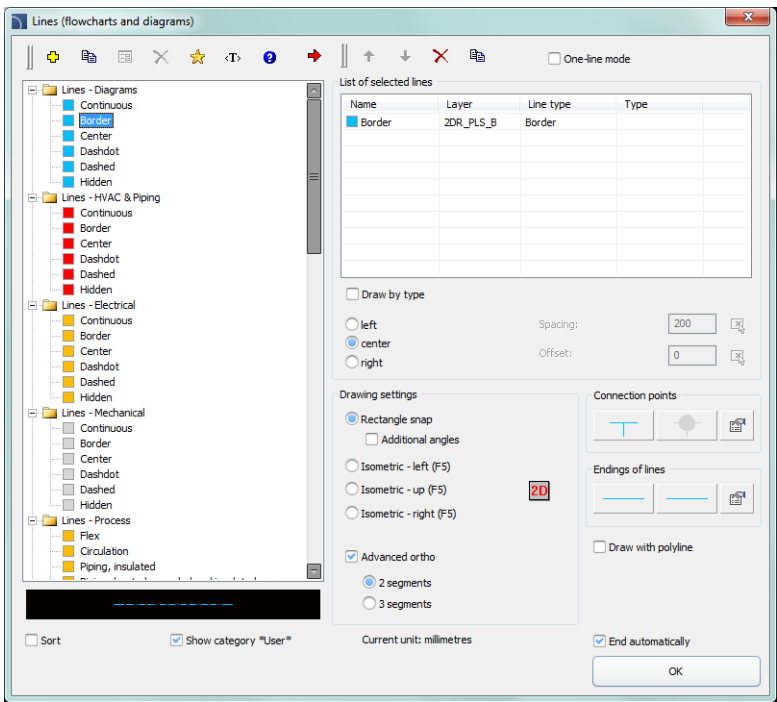 Lines (flowcharts and diagrams)
x
<T>
?
One-line mode
Lines - Diagrams
Continuous
Border
Center
Dashdot
Dashed
Hidden
Lines - HVAC & Piping
Continuous
Border
Center
Dashdot
Dashed
Hidden
Lines - Electrical
Continuous
Border
Center
Dashdot
Dashed
Hidden
Lines - Mechanical
Continuous
Border
Center
Dashdot
Dashed
Hidden
Lines - Process
Flex
Circulation
Piping, insulated
Sort
Show category "User"
List of selected lines
Name Layer Line type Type
Border 2DR_PLS_B Border
Draw by type
left
center
right
Spacing: 200
Offset: 0
Drawing settings
Rectangle snap
Additional angles
Isometric - left (F5)
Isometric - up (F5)
Isometric - right (F5)
2D
Advanced ortho
2 segments
3 segments
Current unit: millimetres
Connection points
Endings of lines
Draw with polyline
End automatically
OK